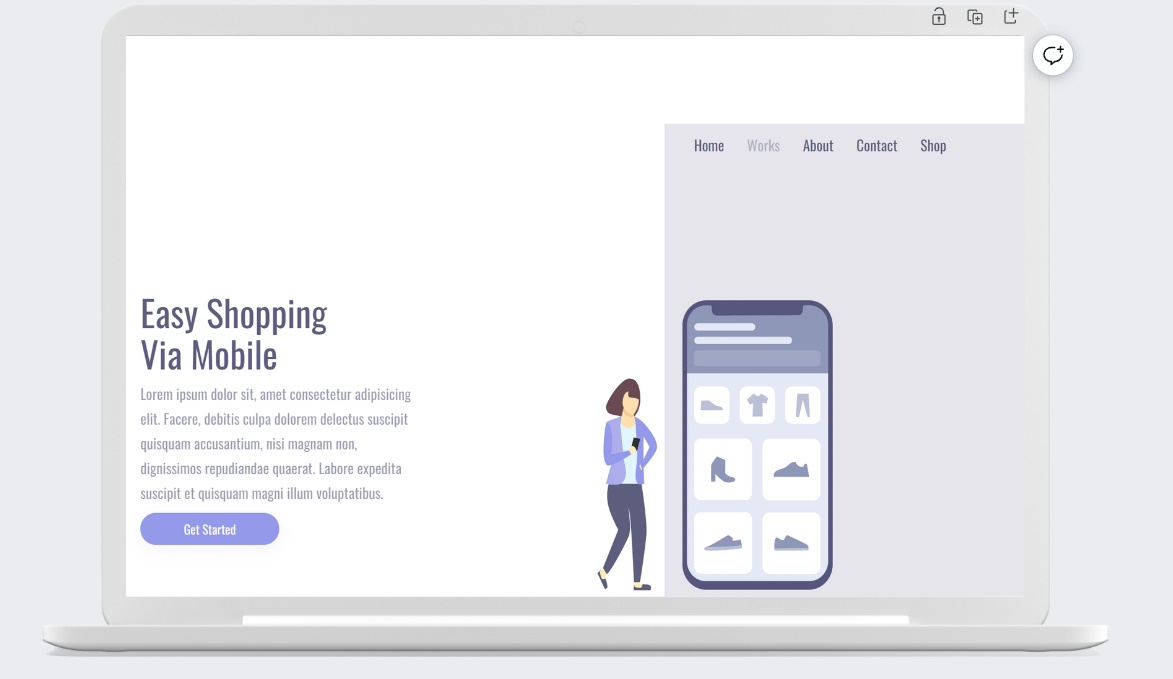 Home Works About Contact Shop
Easy Shopping
Via Mobile
Lorem ipsum dolor sit, amet consectetur adipisicing
elit. Facere, debitis culpa dolorem delectus suscipit
quisquam accusantium, nisi magnam non,
dignissimos repudiandae quaerat. Labore expedita
suscipit et quisquam magni illum voluptatibus.
Get Started